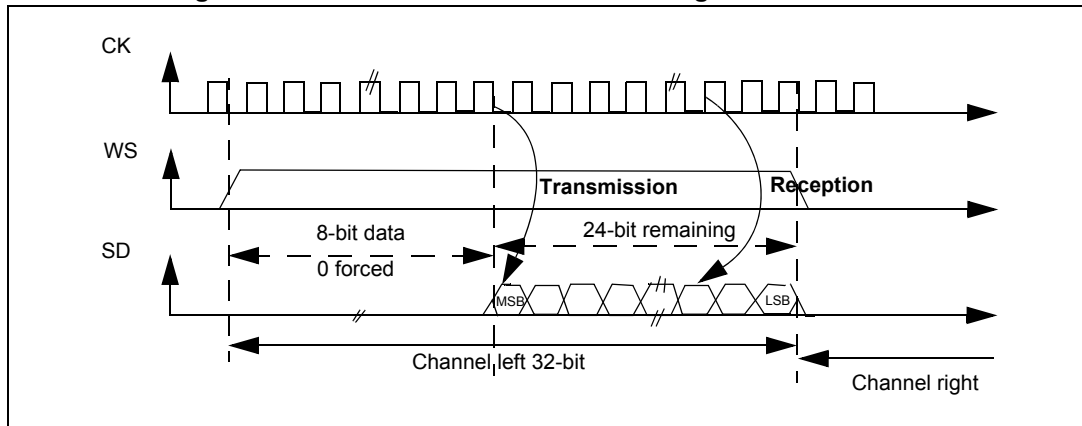 CK
WS
Transmission
Reception
8-bit data
24-bit remaining
SD
0 forced
MSB
LSB
Channel left 32-bit
Channel right